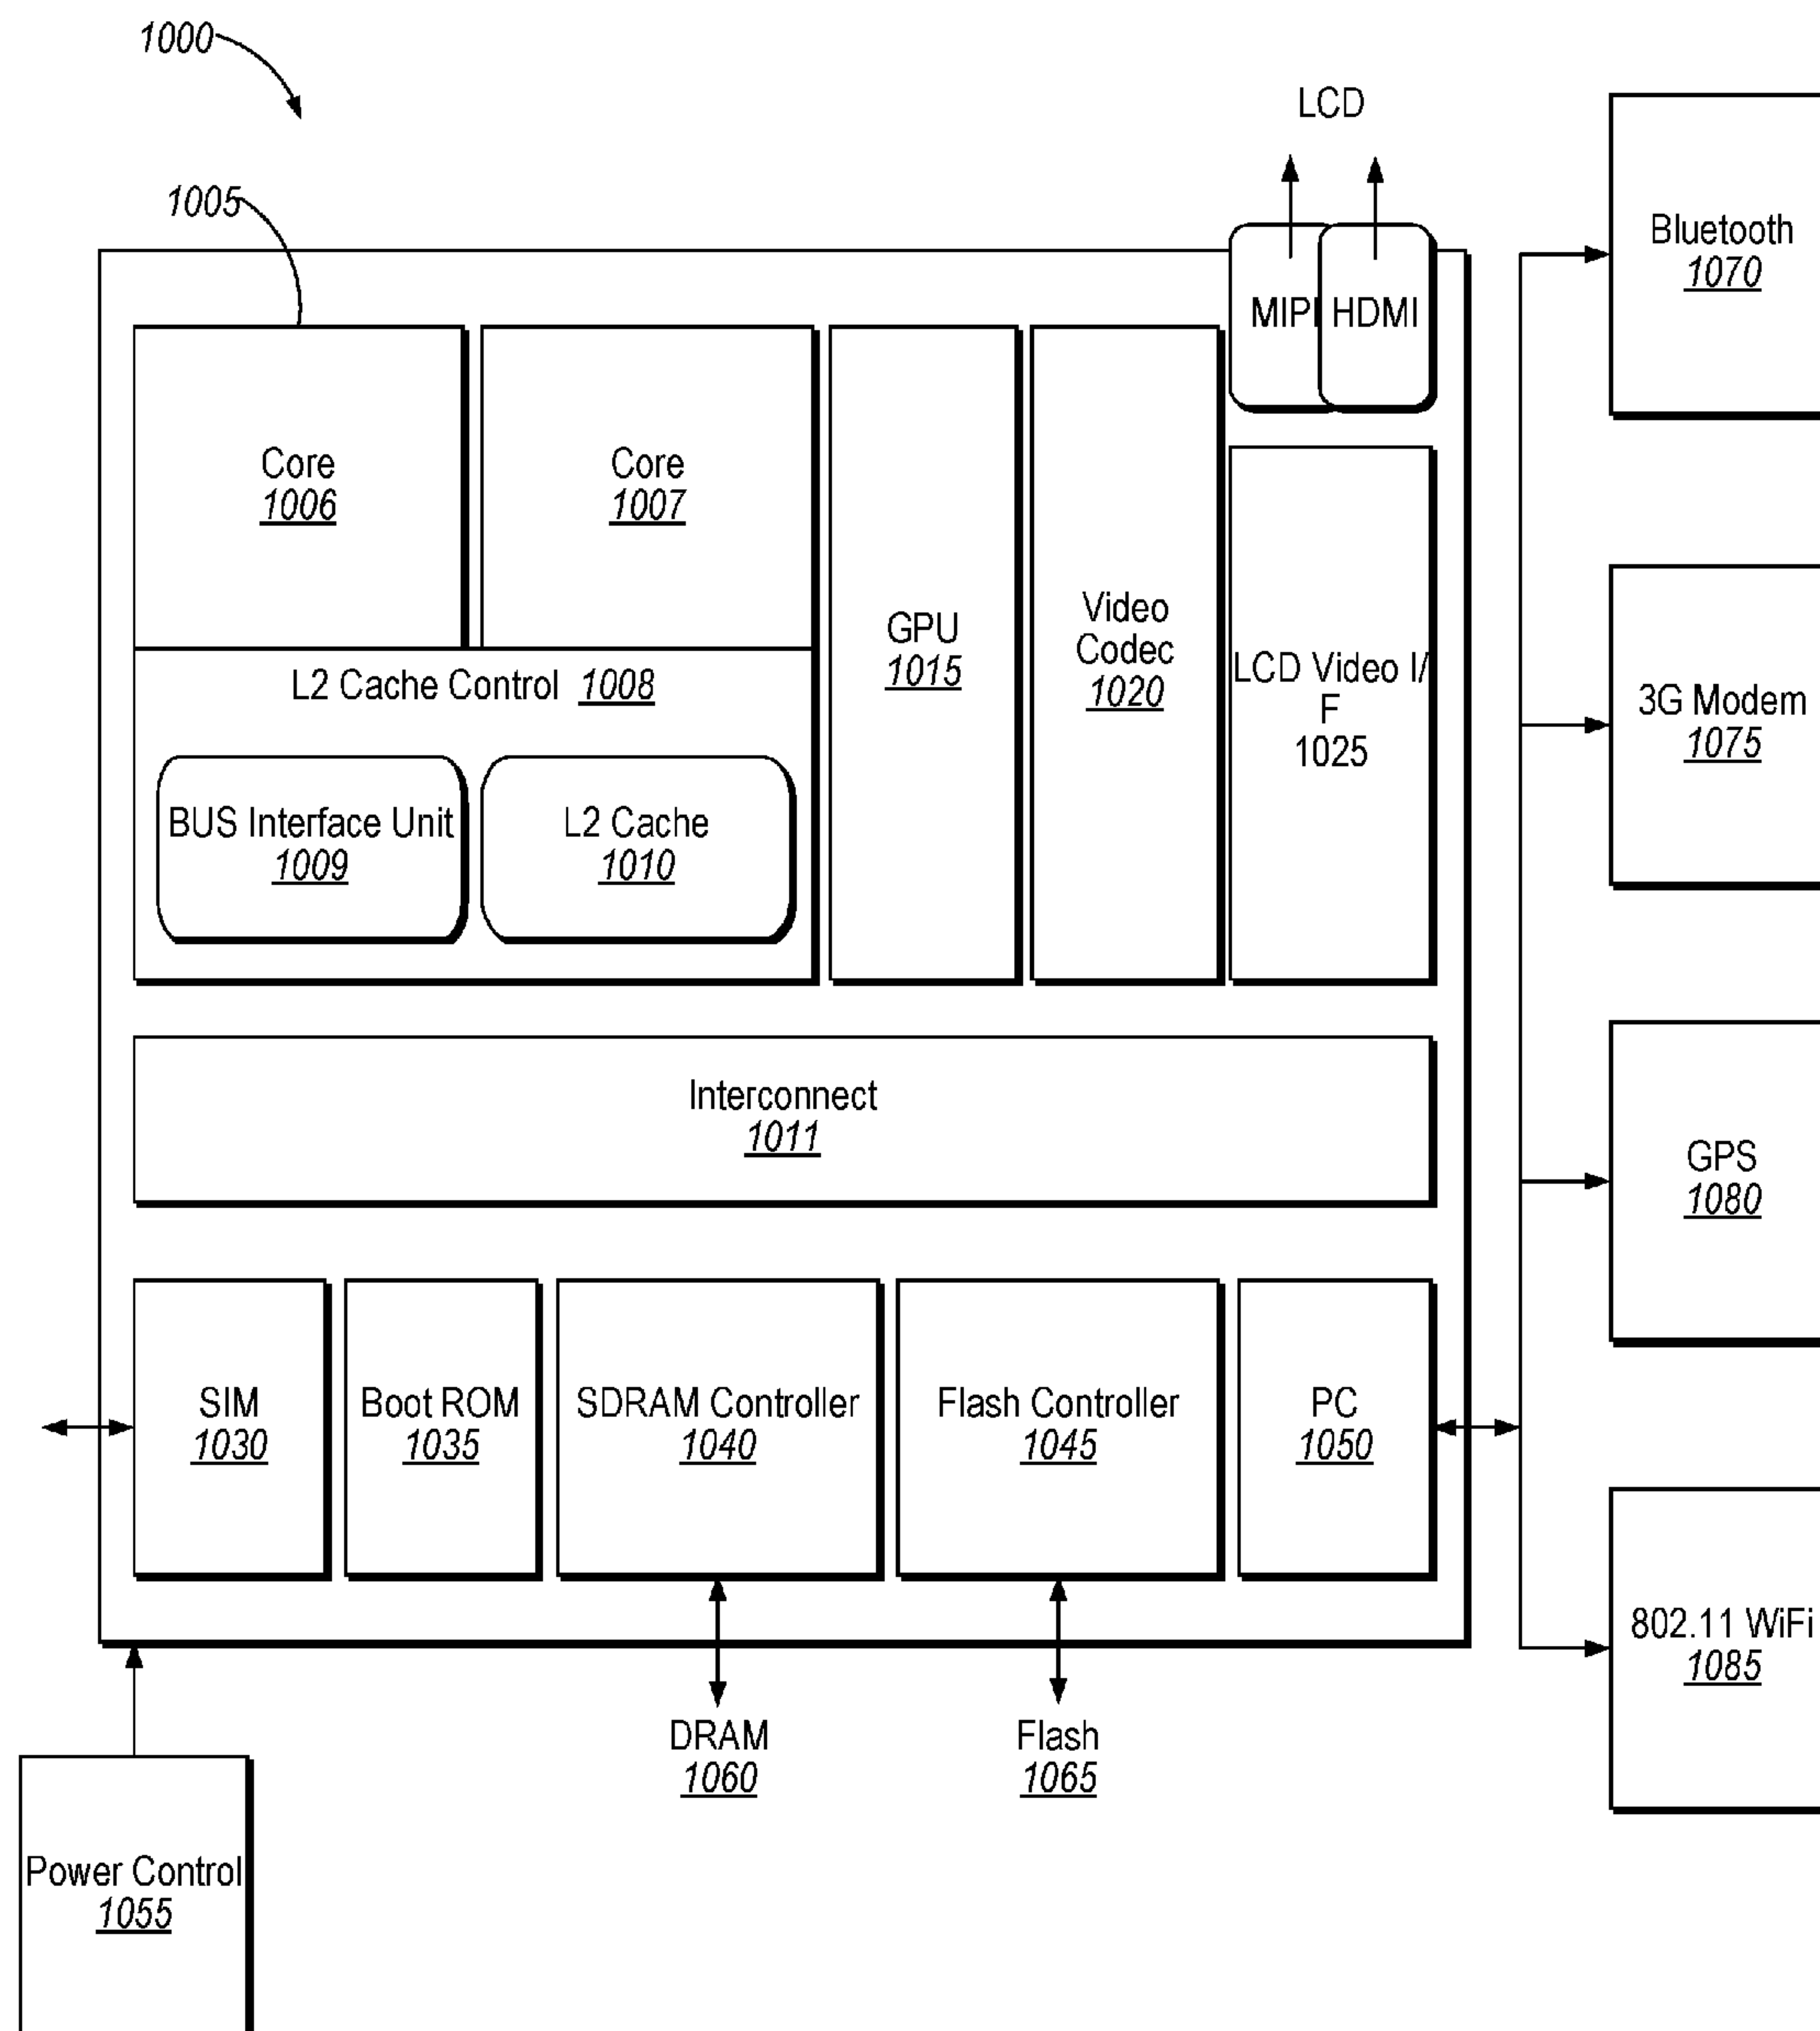 1000
LCD
1005
MIPI
HDMI
Bluetooth
1070
Core
1006
Core
1007
GPU
1015
Video
Codec
1020
LCD Video I/
F
1025
L2 Cache Control 1008
BUS Interface Unit
1009
L2 Cache
1010
3G Modem
1075
Interconnect
1011
GPS
1080
SIM
1030
Boot ROM
1035
SDRAM Controller
1040
Flash Controller
1045
PC
1050
802.11 WiFi
1085
DRAM
1060
Flash
1065
Power Control
1055